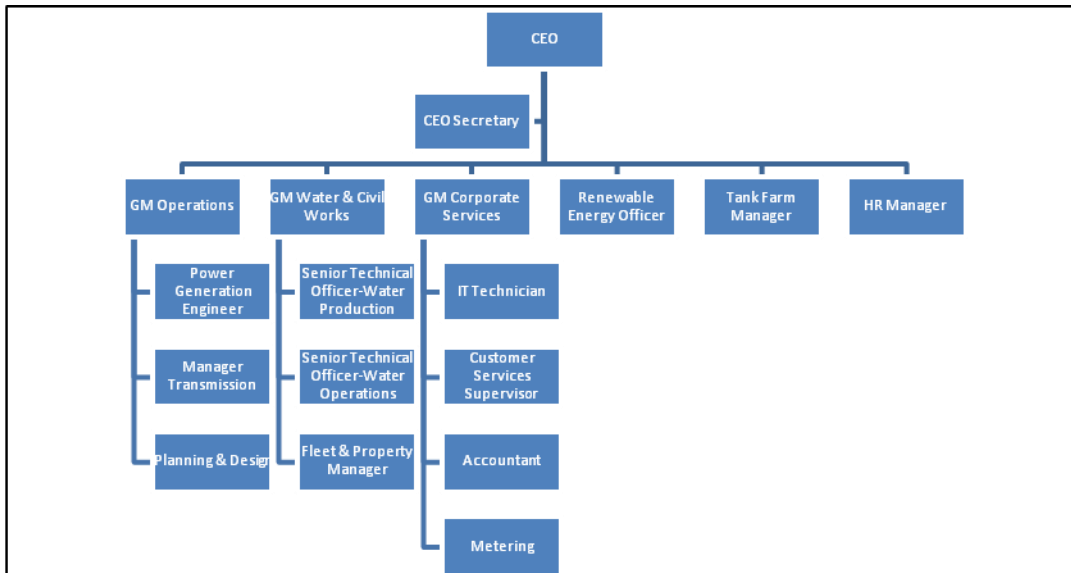 CEO
CEO Secretary
GM Operations
GM Water & Civil
Works
GM Corporate
Services
Renewable
Energy Officer
Tank Farm
Manager
HR Manager
Power
Generation
Engineer
Senior Technical
Officer-Water
Production
IT Technician
Manager
Transmission
Senior Technical
Officer-Water
Operations
Customer
Services
Supervisor
Planning & Design
Fleet & Property
Manager
Accountant
Metering